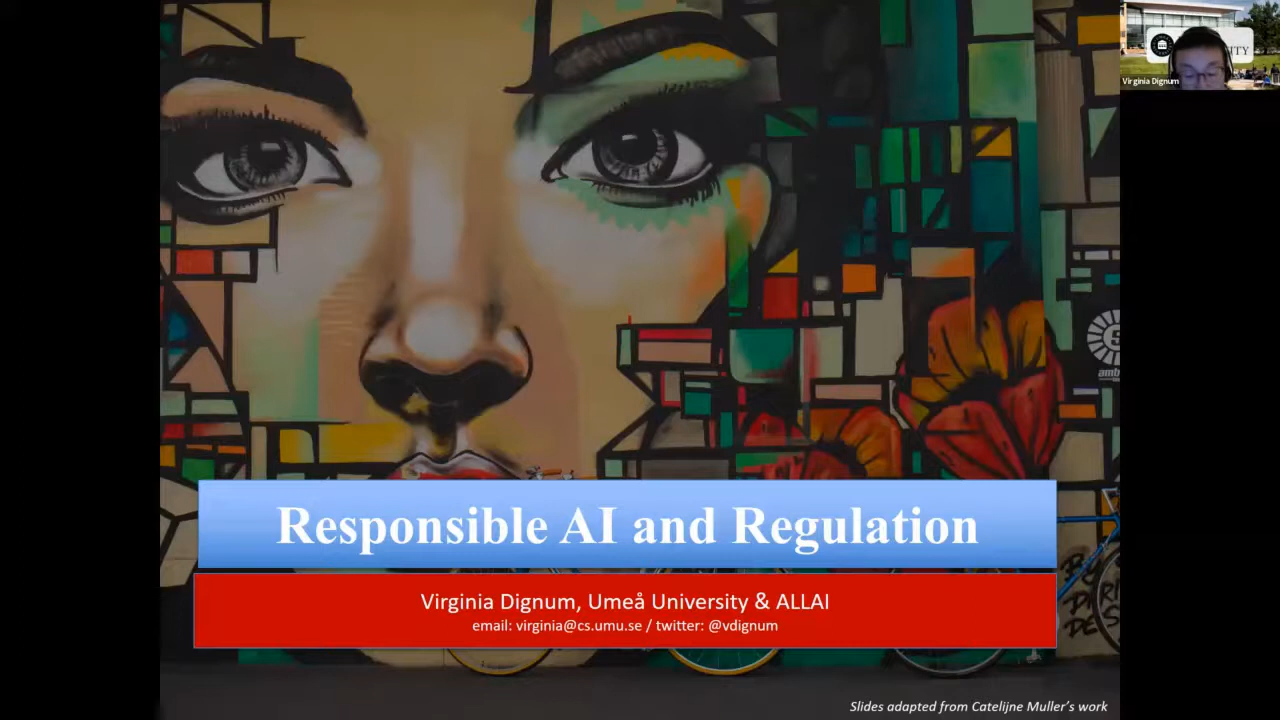 Virginia Dignum
Responsible AI and Regulation
Virginia Dignum, Umeå University & ALLAI
email: virginia@cs.umu.se / twitter: @vdignum
Slides adapted from Catelijne Muller's work